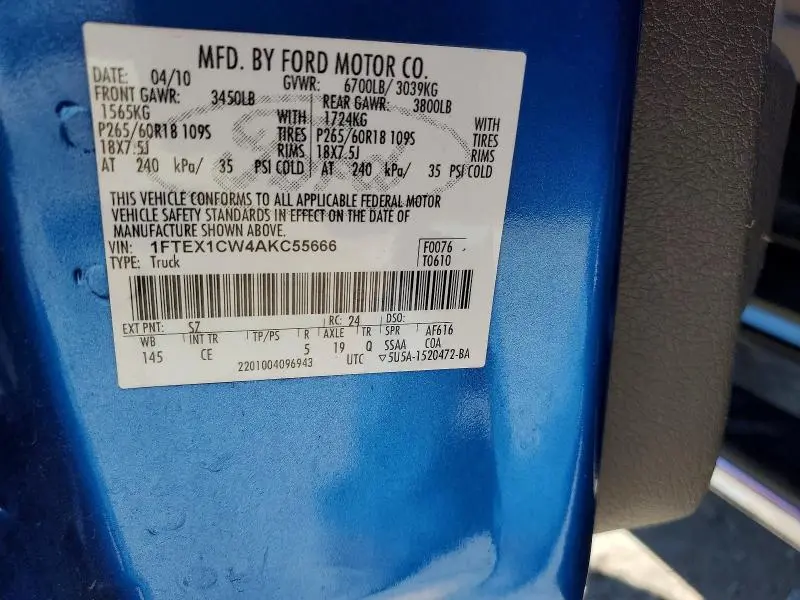 MFD. BY FORD MOTOR CO.
DATE: 04/10 GVWR: 6700LB/ 3039KG
FRONT GAWR: 3450LB REAR GAWR: 3800LB
1565KG WITH 1724KG WITH
P265/60R18 109S TIRES P265/60R18 109S TIRES
18X7.5J RIMS 18X7.5J RIMS
AT 240 kPa/ 35 PSI COLD AT 240 kPa/ 35 PSI COLD
THIS VEHICLE CONFORMS TO ALL APPLICABLE FEDERAL MOTOR
VEHICLE SAFETY STANDARDS IN EFFECT ON THE DATE OF
MANUFACTURE SHOWN ABOVE.
VIN: 1FTEX1CW4AKC55666 F0076
TYPE: Truck T0610
EXT PNT: SZ RC: 24 DSO:
WB INT TR TP/PS R AXLE TR SPR AF616
145 CE 5 19 Q SSAA COA
2201004096943 UTC ▽5U5A-1520472-BA
Ford